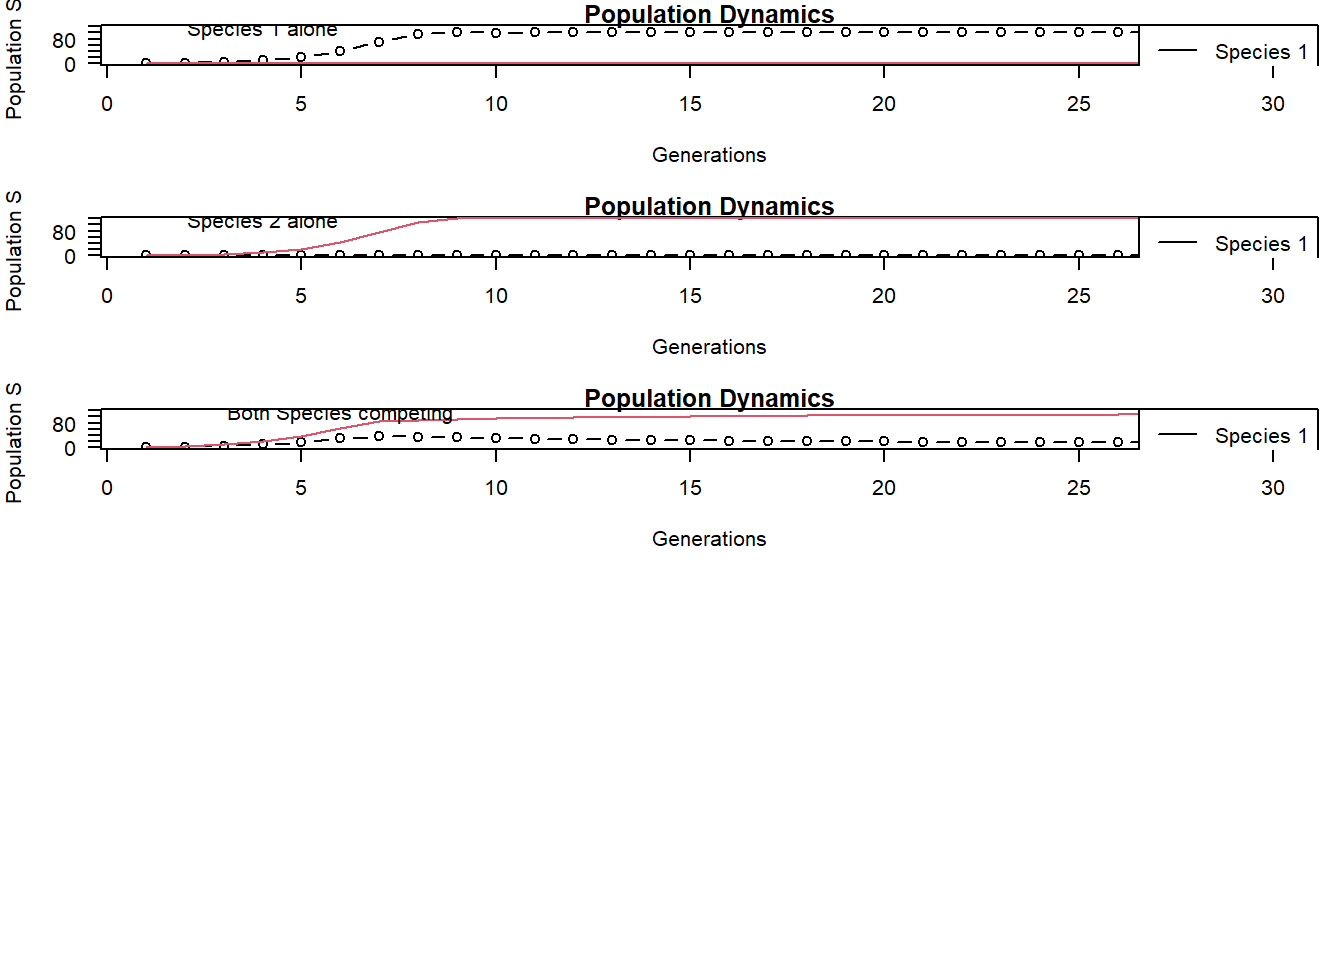 Population Dynamics
Species 1 alone
Population S
80
0
Species 1
0 5 10 15 20 25 30
Generations
Population Dynamics
Species 2 alone
Population S
80
0
Species 1
0 5 10 15 20 25 30
Generations
Population Dynamics
Both Species competing
Population S
80
0
Species 1
0 5 10 15 20 25 30
Generations